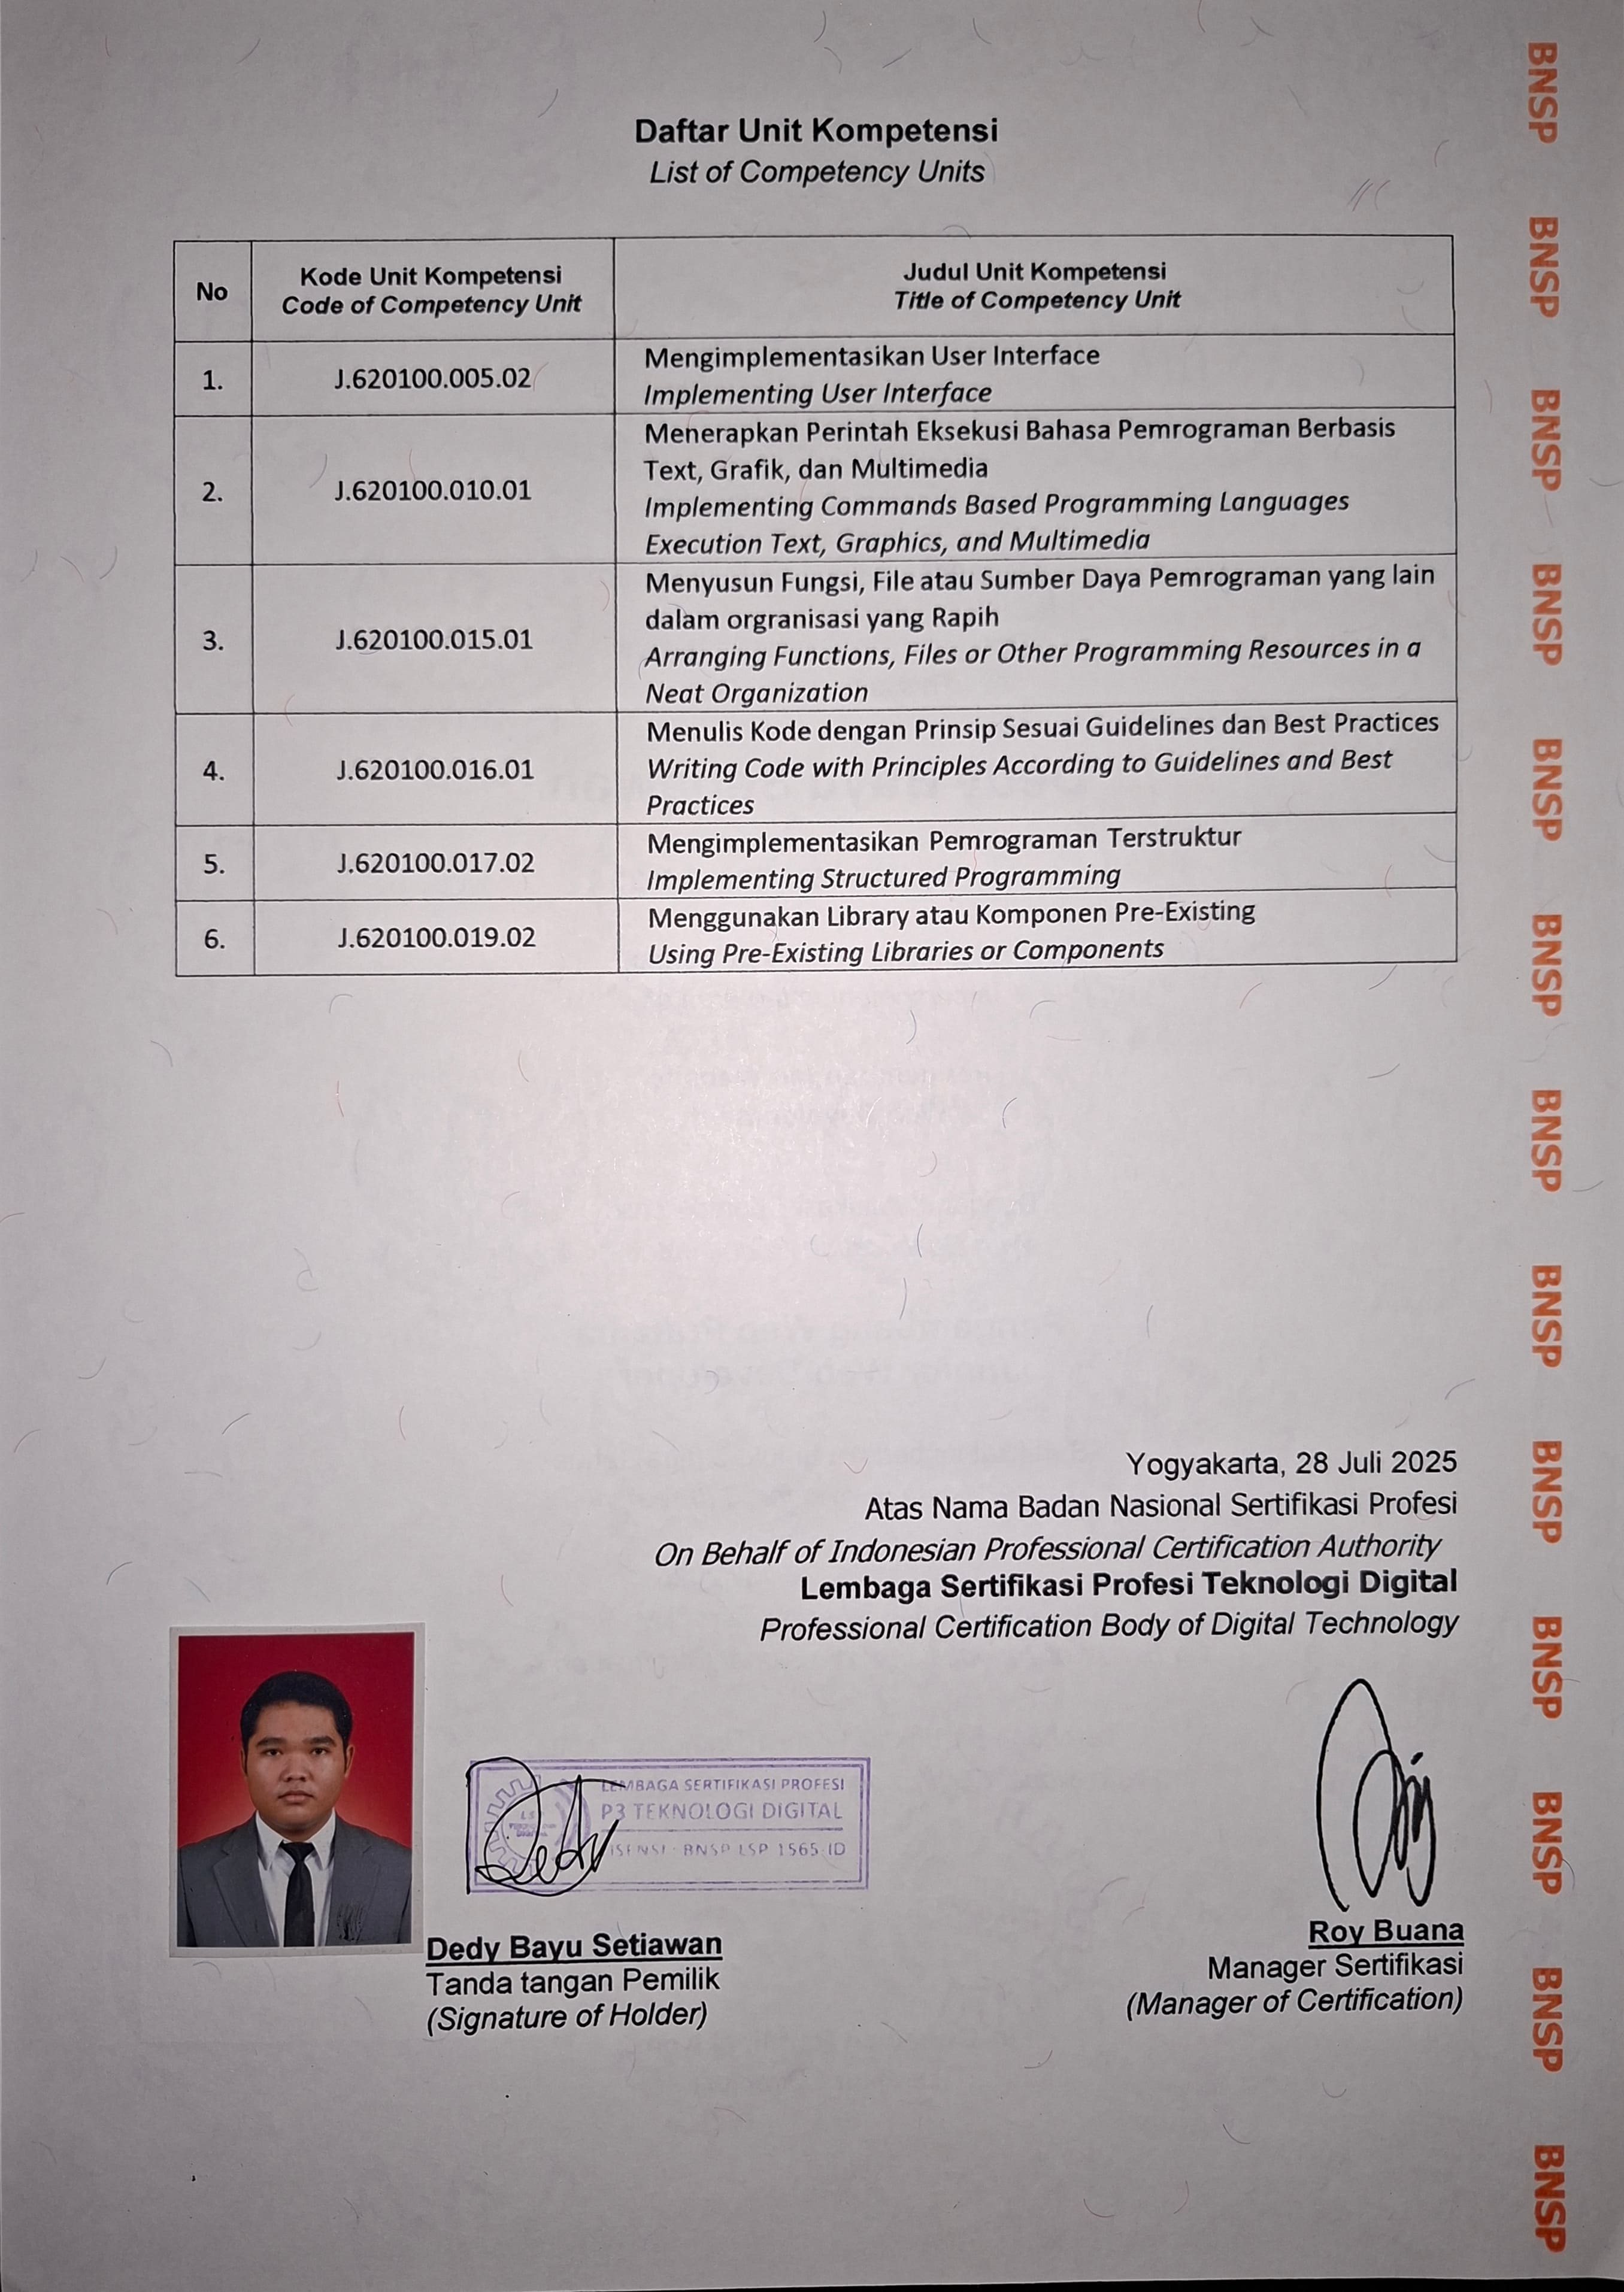 Daftar Unit Kompetensi
List of Competency Units
No
Kode Unit Kompetensi
Code of Competency Unit
Judul Unit Kompetensi
Title of Competency Unit
1.
J.620100.005.02
Mengimplementasikan User Interface
Implementing User Interface
2.
J.620100.010.01
Menerapkan Perintah Eksekusi Bahasa Pemrograman Berbasis
Text, Grafik, dan Multimedia
Implementing Commands Based Programming Languages
Execution Text, Graphics, and Multimedia
3.
J.620100.015.01
Menyusun Fungsi, File atau Sumber Daya Pemrograman yang lain
dalam orgranisasi yang Rapih
Arranging Functions, Files or Other Programming Resources in a
Neat Organization
4.
J.620100.016.01
Menulis Kode dengan Prinsip Sesuai Guidelines dan Best Practices
Writing Code with Principles According to Guidelines and Best
Practices
5.
J.620100.017.02
Mengimplementasikan Pemrograman Terstruktur
Implementing Structured Programming
6.
J.620100.019.02
Menggunakan Library atau Komponen Pre-Existing
Using Pre-Existing Libraries or Components
Yogyakarta, 28 Juli 2025
Atas Nama Badan Nasional Sertifikasi Profesi
On Behalf of Indonesian Professional Certification Authority
Lembaga Sertifikasi Profesi Teknologi Digital
Professional Certification Body of Digital Technology
LEMBAGA SERTIFIKASI PROFESI
P3 TEKNOLOGI DIGITAL
BNSP LSP 1565 ID
Dedy
Dedy Bayu Setiawan
Tanda tangan Pemilik
(Signature of Holder)
Roy Buana
Manager Sertifikasi
(Manager of Certification)
BNSP
BNSP
BNSP
BNSP
BNSP
BNSP
BNSP
BNSP
BNSP
BNSP
BNSP
BNSP
BNSP